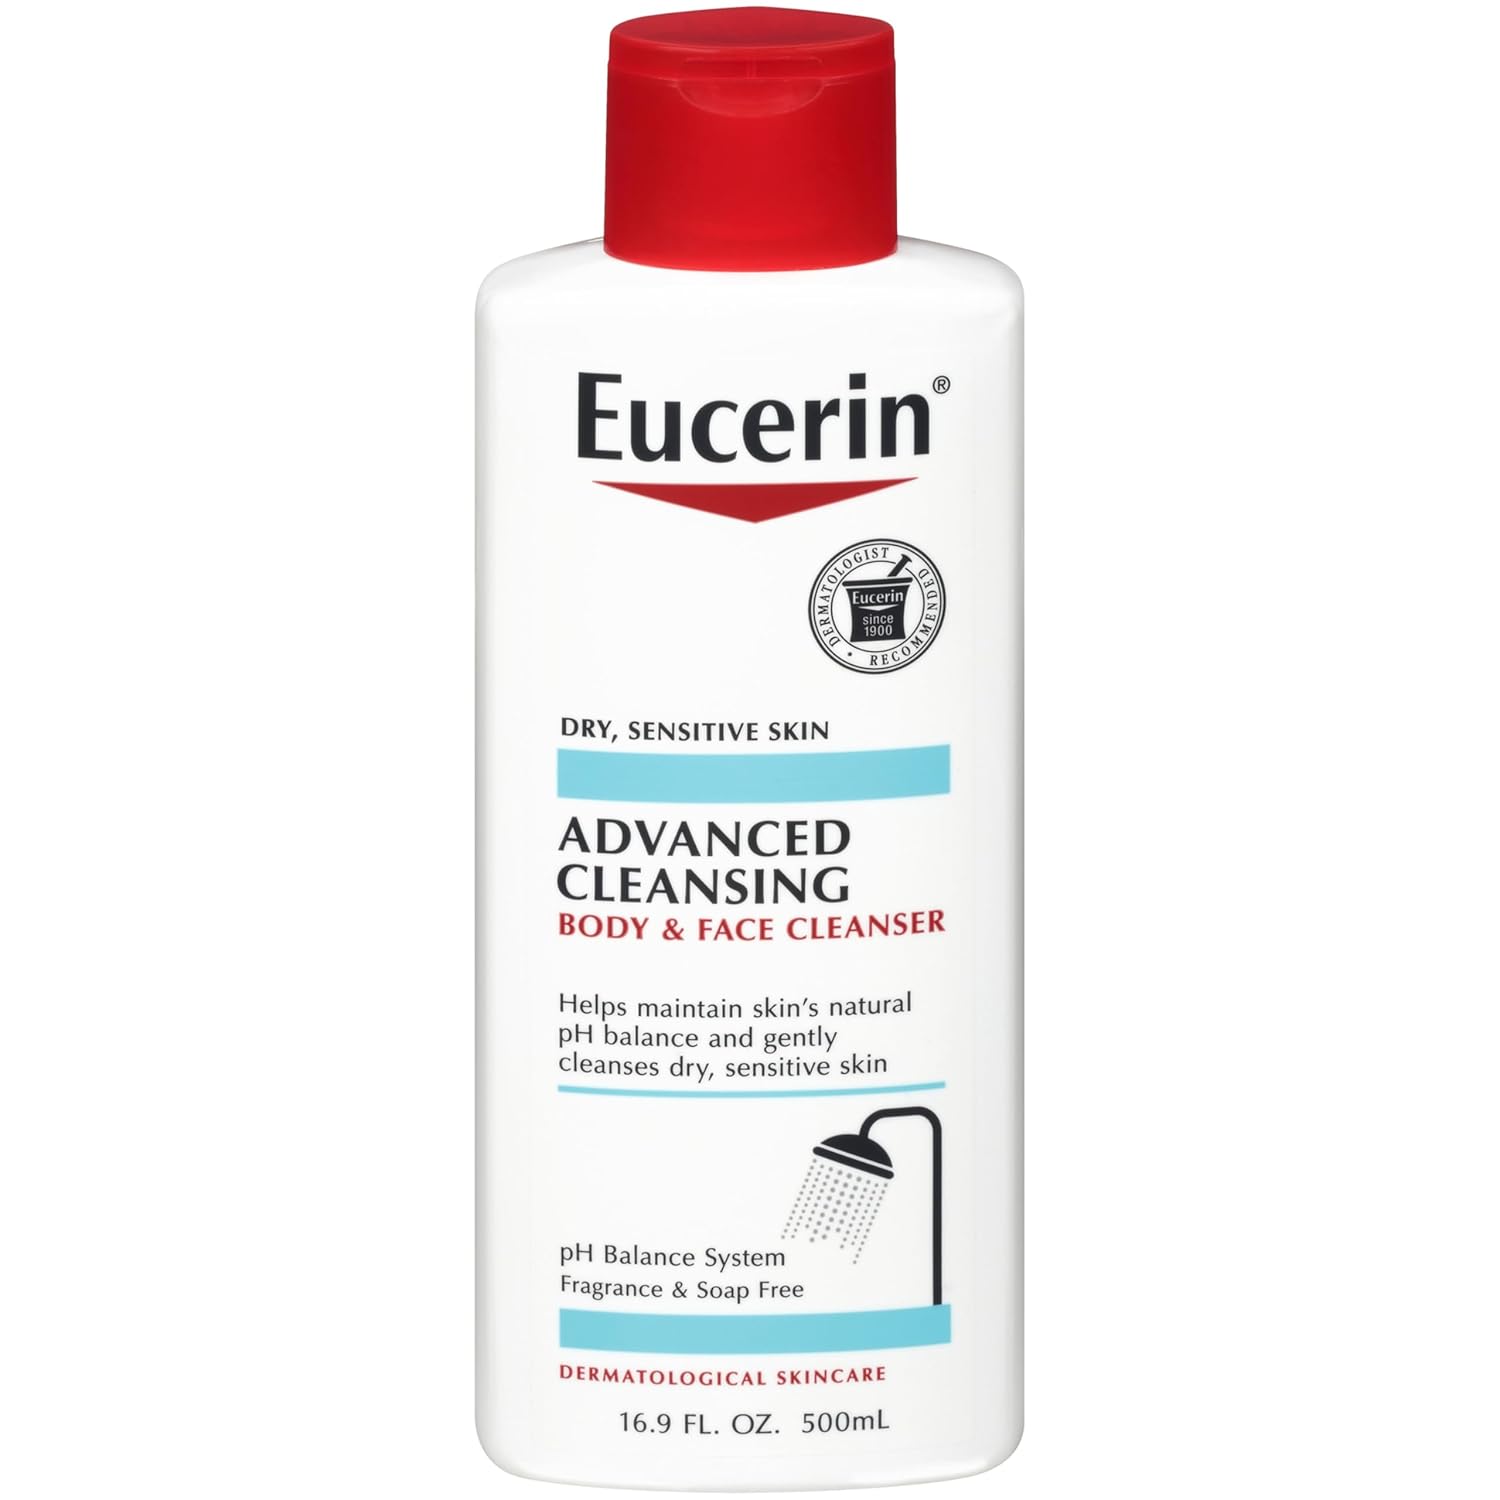 Eucerin®
DERMATOLOGIST RECOMMENDED •
Eucerin
since
1900
DRY, SENSITIVE SKIN
ADVANCED
CLEANSING
BODY & FACE CLEANSER
Helps maintain skin's natural
pH balance and gently
cleanses dry, sensitive skin
pH Balance System
Fragrance & Soap Free
DERMATOLOGICAL SKINCARE
16.9 FL. OZ. 500mL